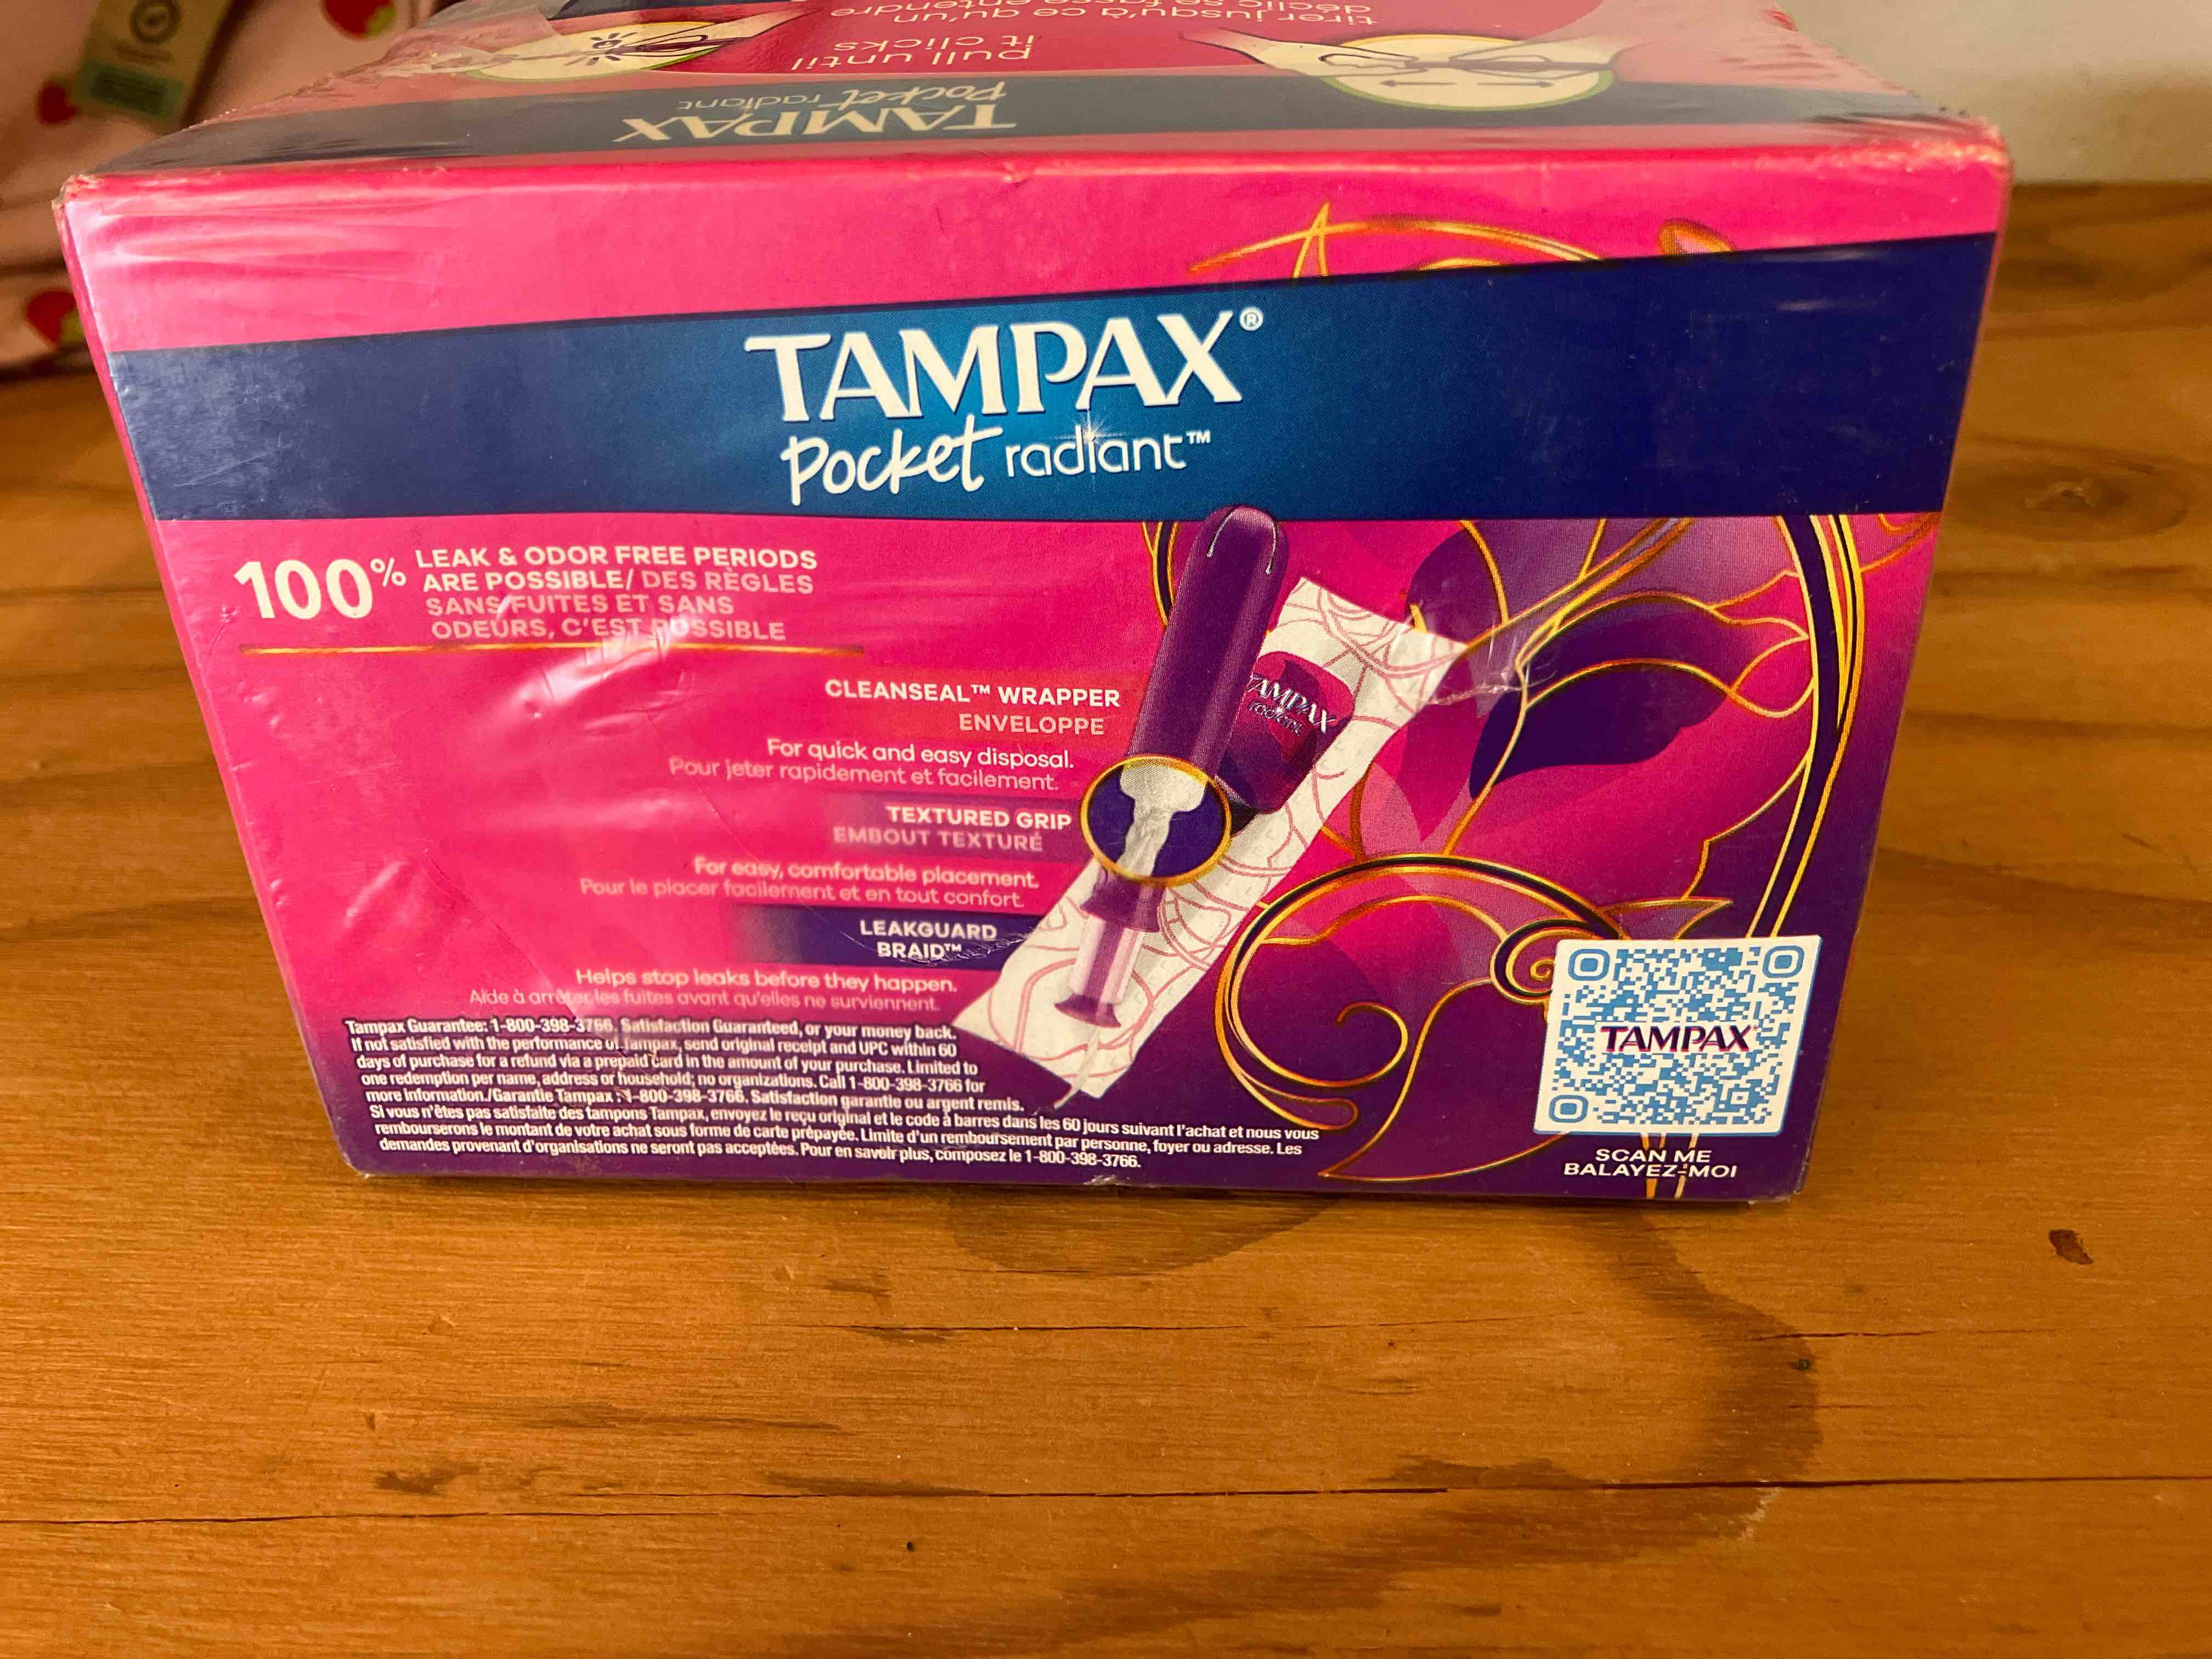 tirer jusqu'à ce qu'un
déclic se fasse entendre
pull until
it clicks
TAMPAX
Pocket radiant
TAMPAX®
Pocket radiant™
100% LEAK & ODOR FREE PERIODS
ARE POSSIBLE/ DES RÈGLES
SANS FUITES ET SANS
ODEURS, C'EST POSSIBLE
CLEANSEAL™ WRAPPER
ENVELOPPE
For quick and easy disposal.
Pour jeter rapidement et facilement.
TEXTURED GRIP
EMBOUT TEXTURÉ
For easy, comfortable placement.
Pour le placer facilement et en tout confort.
LEAKGUARD
BRAID™
Helps stop leaks before they happen.
Aide à arrêter les fuites avant qu'elles ne surviennent.
TAMPAX
radiant
Tampax Guarantee: 1-800-398-3766. Satisfaction Guaranteed, or your money back.
If not satisfied with the performance of Tampax, send original receipt and UPC within 60
days of purchase for a refund via a prepaid card in the amount of your purchase. Limited to
one redemption per name, address or household; no organizations. Call 1-800-398-3766 for
more Information./Garantie Tampax : 1-800-398-3766. Satisfaction garantie ou argent remis.
Si vous n'êtes pas satisfaite des tampons Tampax, envoyez le reçu original et le code à barres dans les 60 jours suivant l'achat et nous vous
rembourserons le montant de votre achat sous forme de carte prépayée. Limite d'un remboursement par personne, foyer ou adresse. Les
demandes provenant d'organisations ne seront pas acceptées. Pour en savoir plus, composez le 1-800-398-3766.
TAMPAX
SCAN ME
BALAYEZ-MOI